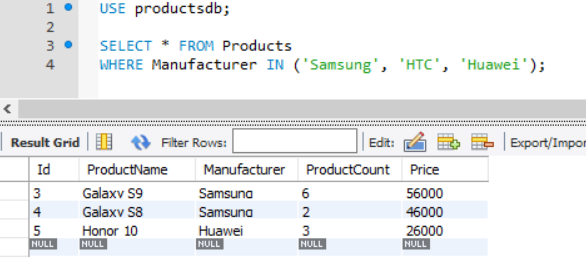 1 USE productsdb;
2
3 SELECT * FROM Products
4 WHERE Manufacturer IN ('Samsung', 'HTC', 'Huawei');
Result Grid Filter Rows: Edit: Export/Impor
Id ProductName Manufacturer ProductCount Price
3 Galaxy S9 Samsung 6 56000
4 Galaxy S8 Samsung 2 46000
5 Honor 10 Huawei 3 26000
NULL NULL NULL NULL NULL